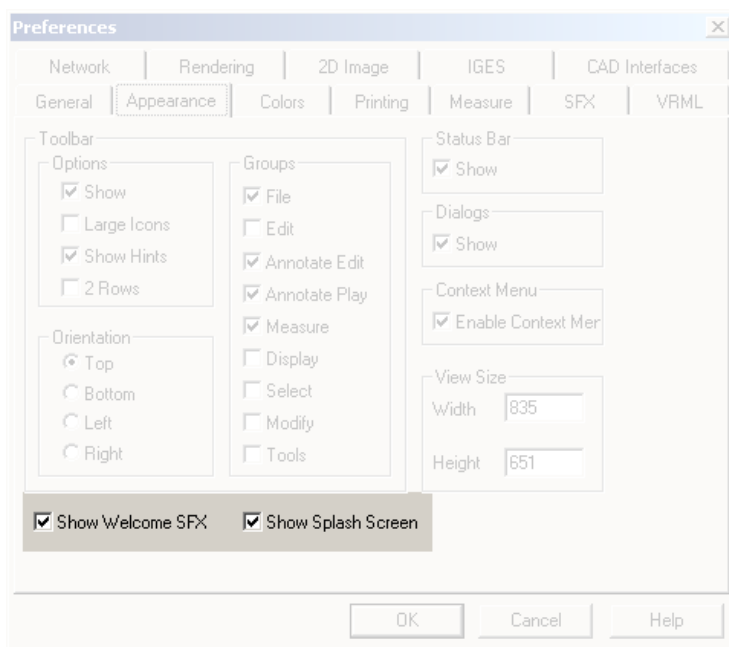 Preferences
Network Rendering 2D Image IGES CAD Interfaces
General Appearance Colors Printing Measure SFX VRML
Toolbar
Options
Show
Large Icons
Show Hints
2 Rows
Orientation
Top
Bottom
Left
Right
Groups
File
Edit
Annotate Edit
Annotate Play
Measure
Display
Select
Modify
Tools
Status Bar
Show
Dialogs
Show
Context Menu
Enable Context Mer
View Size
Width 835
Height 651
Show Welcome SFX Show Splash Screen
OK Cancel Help